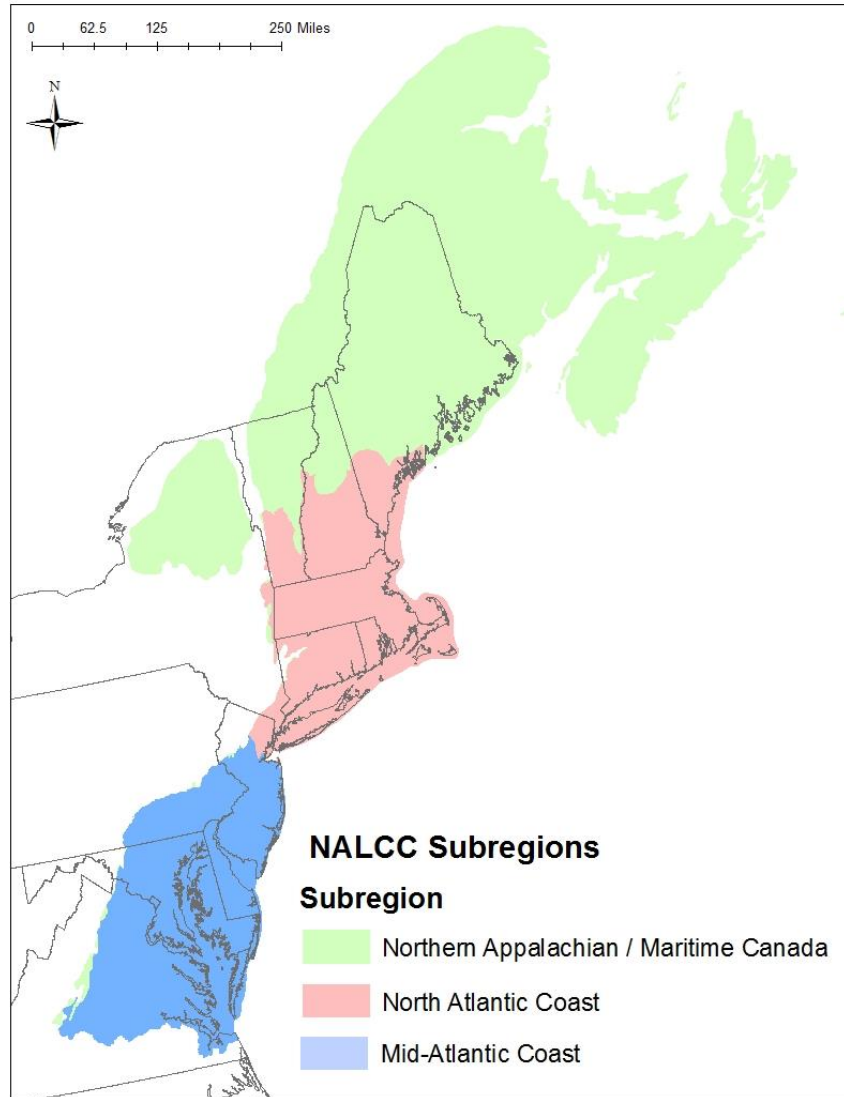 0 62.5 125 250 Miles
N
NALCC Subregions
Subregion
Northern Appalachian / Maritime Canada
North Atlantic Coast
Mid-Atlantic Coast